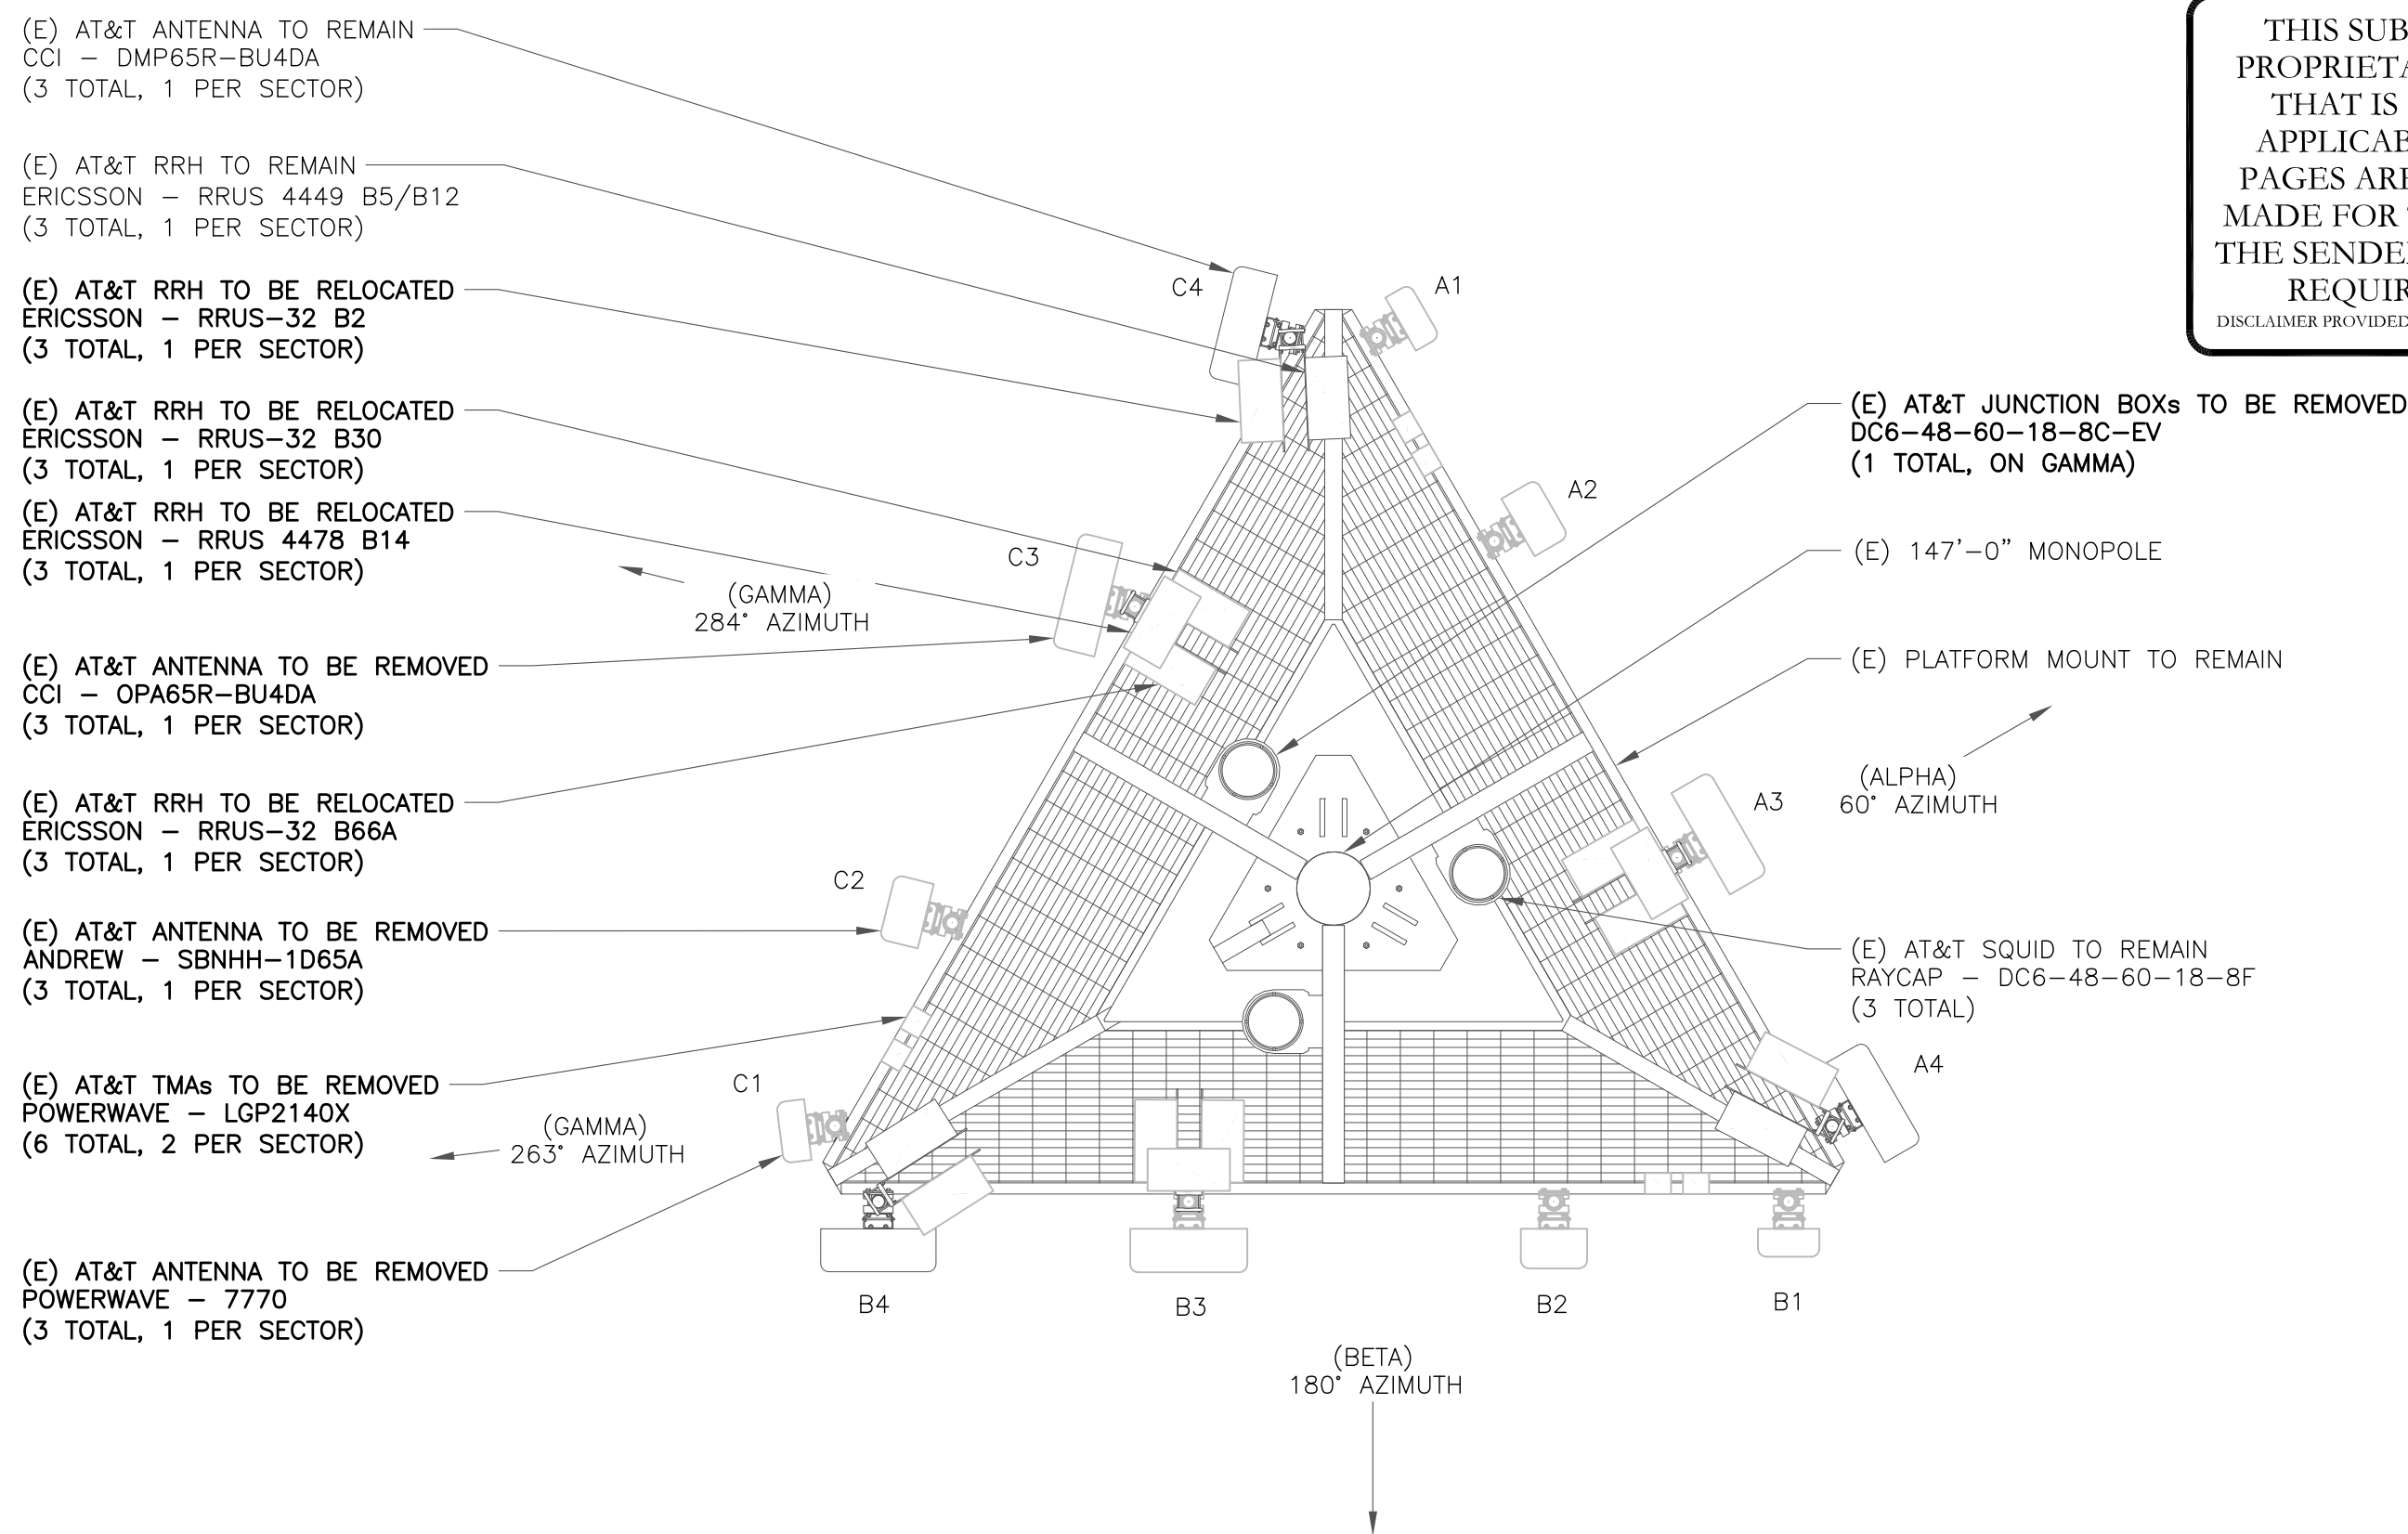 (E) AT&T ANTENNA TO REMAIN
CCI – DMP65R–BU4DA
(3 TOTAL, 1 PER SECTOR)
(E) AT&T RRH TO REMAIN
ERICSSON – RRUS 4449 B5/B12
(3 TOTAL, 1 PER SECTOR)
(E) AT&T RRH TO BE RELOCATED
ERICSSON – RRUS–32 B2
(3 TOTAL, 1 PER SECTOR)
(E) AT&T RRH TO BE RELOCATED
ERICSSON – RRUS–32 B30
(3 TOTAL, 1 PER SECTOR)
(E) AT&T RRH TO BE RELOCATED
ERICSSON – RRUS 4478 B14
(3 TOTAL, 1 PER SECTOR)
(E) AT&T ANTENNA TO BE REMOVED
CCI – OPA65R–BU4DA
(3 TOTAL, 1 PER SECTOR)
(E) AT&T RRH TO BE RELOCATED
ERICSSON – RRUS–32 B66A
(3 TOTAL, 1 PER SECTOR)
(E) AT&T ANTENNA TO BE REMOVED
ANDREW – SBNHH–1D65A
(3 TOTAL, 1 PER SECTOR)
(E) AT&T TMAs TO BE REMOVED
POWERWAVE – LGP2140X
(6 TOTAL, 2 PER SECTOR)
(E) AT&T ANTENNA TO BE REMOVED
POWERWAVE – 7770
(3 TOTAL, 1 PER SECTOR)
(GAMMA)
284° AZIMUTH
(GAMMA)
263° AZIMUTH
C4
C3
C2
C1
A1
A2
A3
A4
B4
B3
B2
B1
(BETA)
180° AZIMUTH
(ALPHA)
60° AZIMUTH
THIS SUB
PROPRIETA
THAT IS
APPLICAB
PAGES ARE
MADE FOR
THE SENDE
REQUIR
DISCLAIMER PROVIDED
(E) AT&T JUNCTION BOXs TO BE REMOVED
DC6–48–60–18–8C–EV
(1 TOTAL, ON GAMMA)
(E) 147'–0" MONOPOLE
(E) PLATFORM MOUNT TO REMAIN
(E) AT&T SQUID TO REMAIN
RAYCAP – DC6–48–60–18–8F
(3 TOTAL)